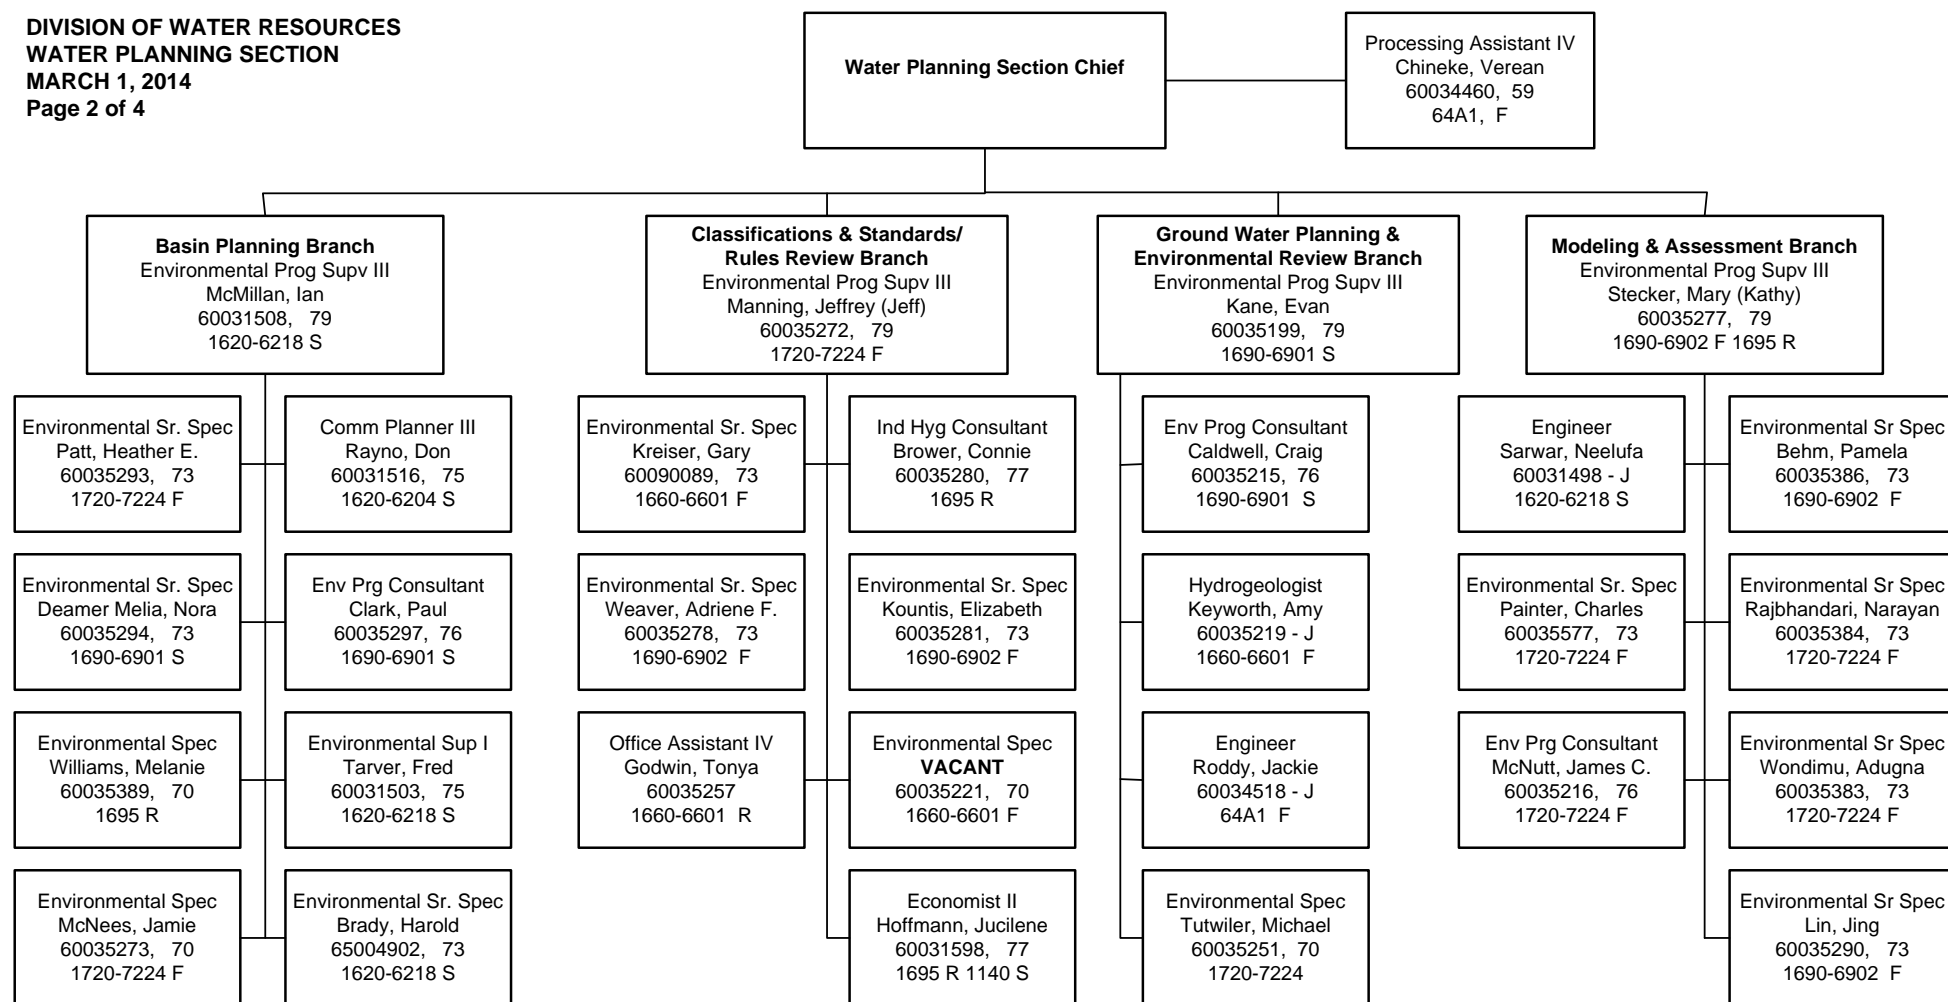 DIVISION OF WATER RESOURCES
WATER PLANNING SECTION
MARCH 1, 2014
Page 2 of 4
Water Planning Section Chief
Processing Assistant IV
Chineke, Verean
60034460, 59
64A1, F
Basin Planning Branch
Environmental Prog Supv III
McMillan, Ian
60031508, 79
1620-6218 S
Classifications & Standards/
Rules Review Branch
Environmental Prog Supv III
Manning, Jeffrey (Jeff)
60035272, 79
1720-7224 F
Ground Water Planning &
Environmental Review Branch
Environmental Prog Supv III
Kane, Evan
60035199, 79
1690-6901 S
Modeling & Assessment Branch
Environmental Prog Supv III
Stecker, Mary (Kathy)
60035277, 79
1690-6902 F 1695 R
Environmental Sr. Spec
Patt, Heather E.
60035293, 73
1720-7224 F
Comm Planner III
Rayno, Don
60031516, 75
1620-6204 S
Environmental Sr. Spec
Kreiser, Gary
60090089, 73
1660-6601 F
Ind Hyg Consultant
Brower, Connie
60035280, 77
1695 R
Env Prog Consultant
Caldwell, Craig
60035215, 76
1690-6901 S
Engineer
Sarwar, Neelufa
60031498 - J
1620-6218 S
Environmental Sr Spec
Behm, Pamela
60035386, 73
1690-6902 F
Environmental Sr. Spec
Deamer Melia, Nora
60035294, 73
1690-6901 S
Env Prg Consultant
Clark, Paul
60035297, 76
1690-6901 S
Environmental Sr. Spec
Weaver, Adriene F.
60035278, 73
1690-6902 F
Environmental Sr. Spec
Kountis, Elizabeth
60035281, 73
1690-6902 F
Hydrogeologist
Keyworth, Amy
60035219 - J
1660-6601 F
Environmental Sr. Spec
Painter, Charles
60035577, 73
1720-7224 F
Environmental Sr Spec
Rajbhandari, Narayan
60035384, 73
1720-7224 F
Environmental Spec
Williams, Melanie
60035389, 70
1695 R
Environmental Sup I
Tarver, Fred
60031503, 75
1620-6218 S
Office Assistant IV
Godwin, Tonya
60035257
1660-6601 R
Environmental Spec
VACANT
60035221, 70
1660-6601 F
Engineer
Roddy, Jackie
60034518 - J
64A1 F
Env Prg Consultant
McNutt, James C.
60035216, 76
1720-7224 F
Environmental Sr Spec
Wondimu, Adugna
60035383, 73
1720-7224 F
Environmental Spec
McNees, Jamie
60035273, 70
1720-7224 F
Environmental Sr. Spec
Brady, Harold
65004902, 73
1620-6218 S
Economist II
Hoffmann, Jucilene
60031598, 77
1695 R 1140 S
Environmental Spec
Tutwiler, Michael
60035251, 70
1720-7224
Environmental Sr Spec
Lin, Jing
60035290, 73
1690-6902 F